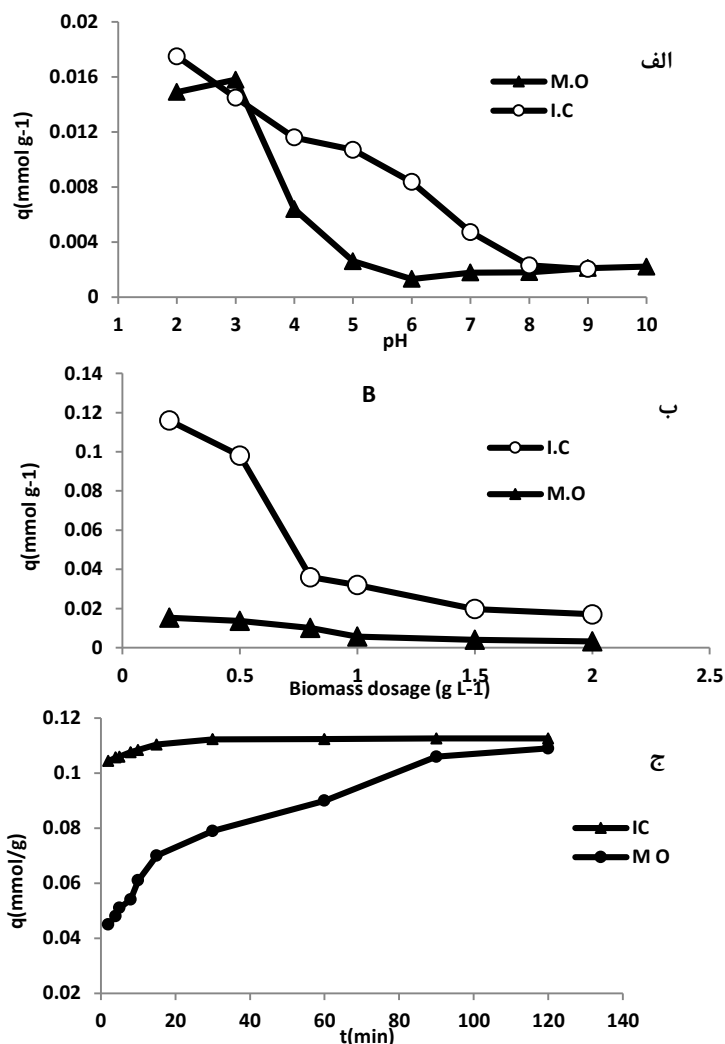 0.02
0.016
0.012
0.008
0.004
0
q(mmol g-1)
الف
M.O
I.C
1 2 3 4 5 6 7 8 9 10
pH
0.14
0.12
0.1
0.08
0.06
0.04
0.02
0
q(mmol g-1)
B
ب
I.C
M.O
0 0.5 1 1.5 2 2.5
Biomass dosage (g L-1)
0.12
0.1
0.08
0.06
0.04
0.02
q(mmol/g)
ج
IC
M O
0 20 40 60 80 100 120 140
t(min)